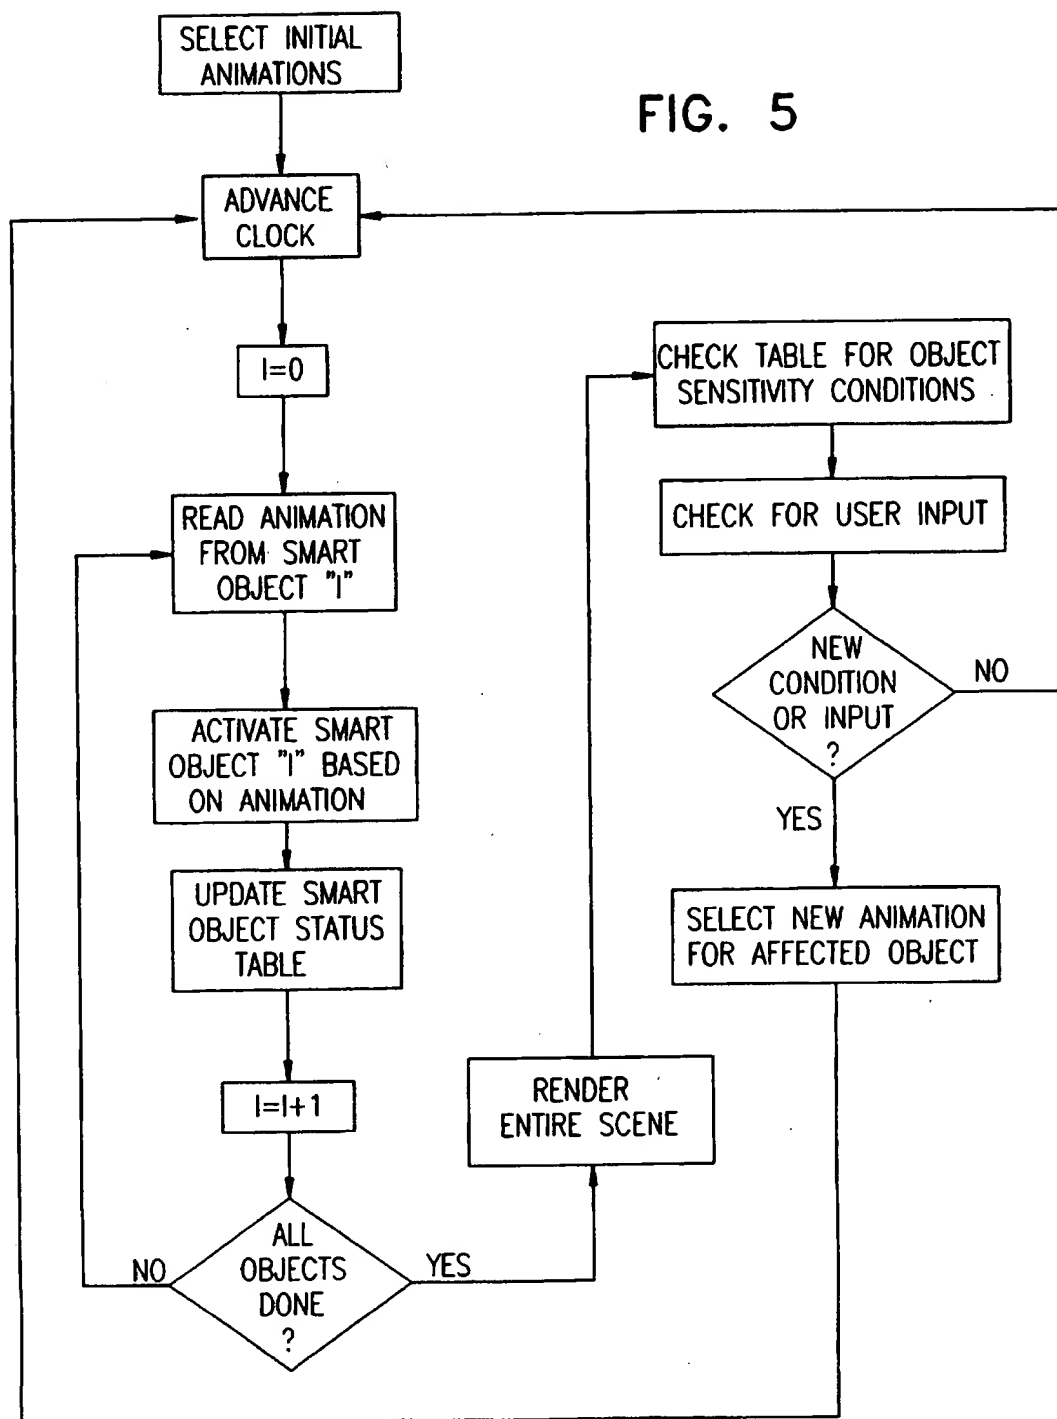 SELECT INITIAL
ANIMATIONS
FIG. 5
ADVANCE
CLOCK
I=0
READ ANIMATION
FROM SMART
OBJECT "I"
ACTIVATE SMART
OBJECT "I" BASED
ON ANIMATION
UPDATE SMART
OBJECT STATUS
TABLE
I=I+1
ALL
OBJECTS
DONE
?
NO
YES
RENDER
ENTIRE SCENE
CHECK TABLE FOR OBJECT
SENSITIVITY CONDITIONS
CHECK FOR USER INPUT
NEW
CONDITION
OR INPUT
?
NO
YES
SELECT NEW ANIMATION
FOR AFFECTED OBJECT